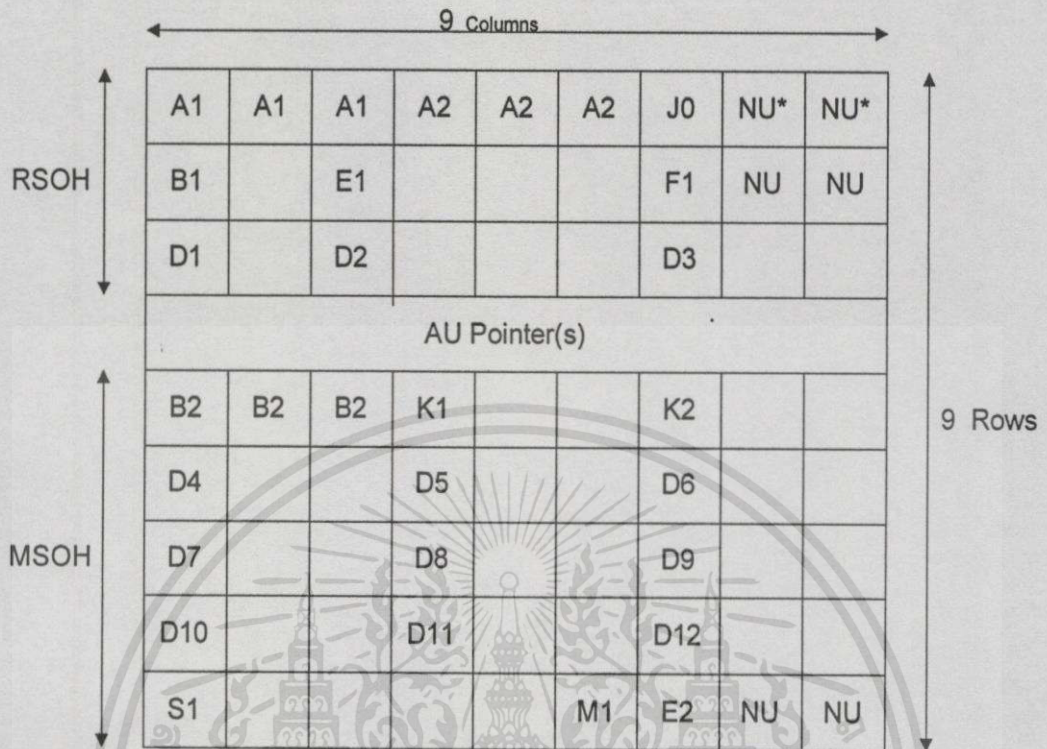 9 Columns
A1 A1 A1 A2 A2 A2 J0 NU* NU*
RSOH B1 E1 F1 NU NU
D1 D2 D3
AU Pointer(s)
B2 B2 B2 K1 K2
9 Rows
D4 D5 D6
MSOH D7 D8 D9
D10 D11 D12
S1 M1 E2 NU NU